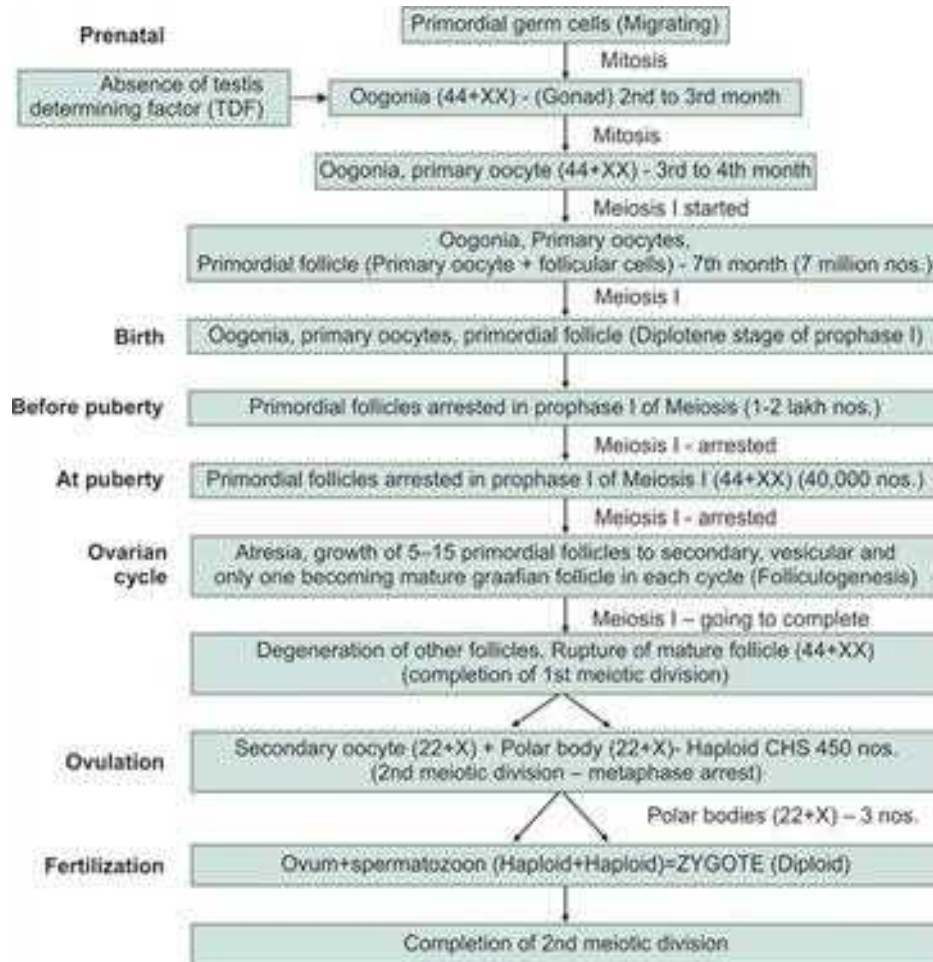 Prenatal
Primordial germ cells (Migrating)
Mitosis
Absence of testis
determining factor (TDF)
Oogonia (44+XX) - (Gonad) 2nd to 3rd month
Mitosis
Oogonia, primary oocyte (44+XX) - 3rd to 4th month
Meiosis I started
Oogonia, Primary oocytes,
Primordial follicle (Primary oocyte + follicular cells) - 7th month (7 million nos.)
Meiosis I
Birth
Oogonia, primary oocytes, primordial follicle (Diplotene stage of prophase I)
Before puberty
Primordial follicles arrested in prophase I of Meiosis (1-2 lakh nos.)
Meiosis I - arrested
At puberty
Primordial follicles arrested in prophase I of Meiosis I (44+XX) (40,000 nos.)
Meiosis I - arrested
Ovarian
cycle
Atresia, growth of 5–15 primordial follicles to secondary, vesicular and
only one becoming mature graafian follicle in each cycle (Folliculogenesis)
Meiosis I – going to complete
Degeneration of other follicles. Rupture of mature follicle (44+XX)
(completion of 1st meiotic division)
Ovulation
Secondary oocyte (22+X) + Polar body (22+X)- Haploid CHS 450 nos.
(2nd meiotic division – metaphase arrest)
Polar bodies (22+X) – 3 nos.
Fertilization
Ovum+spermatozoon (Haploid+Haploid)=ZYGOTE (Diploid)
Completion of 2nd meiotic division